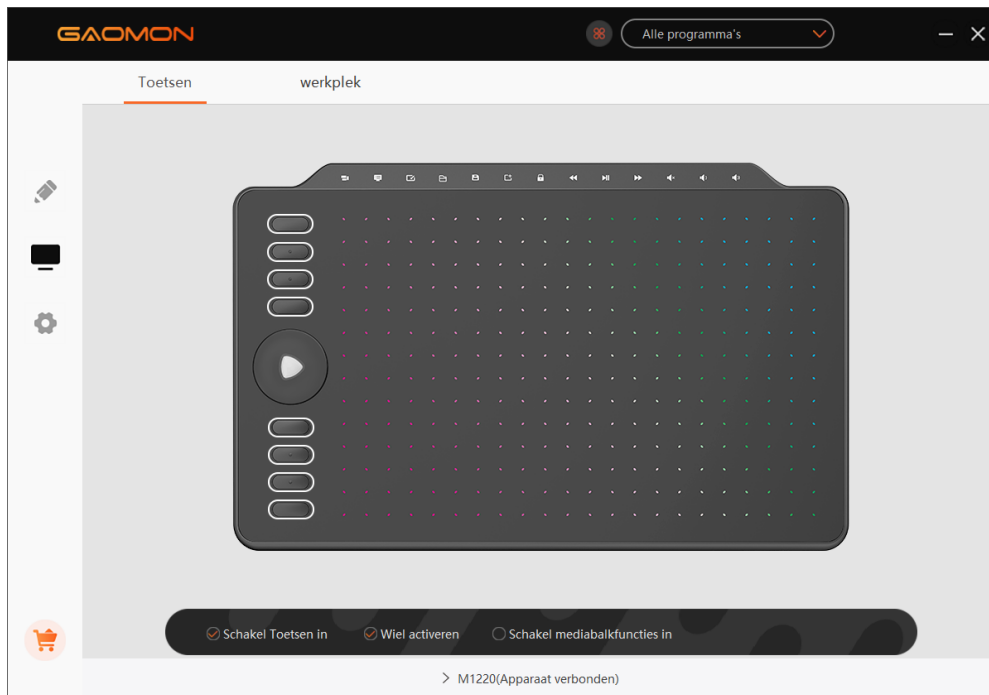 GAOMON
Alle programma's
Toetsen
werkplek
Schakel Toetsen in
Wiel activeren
Schakel mediabalkfuncties in
M1220(Apparaat verbonden)